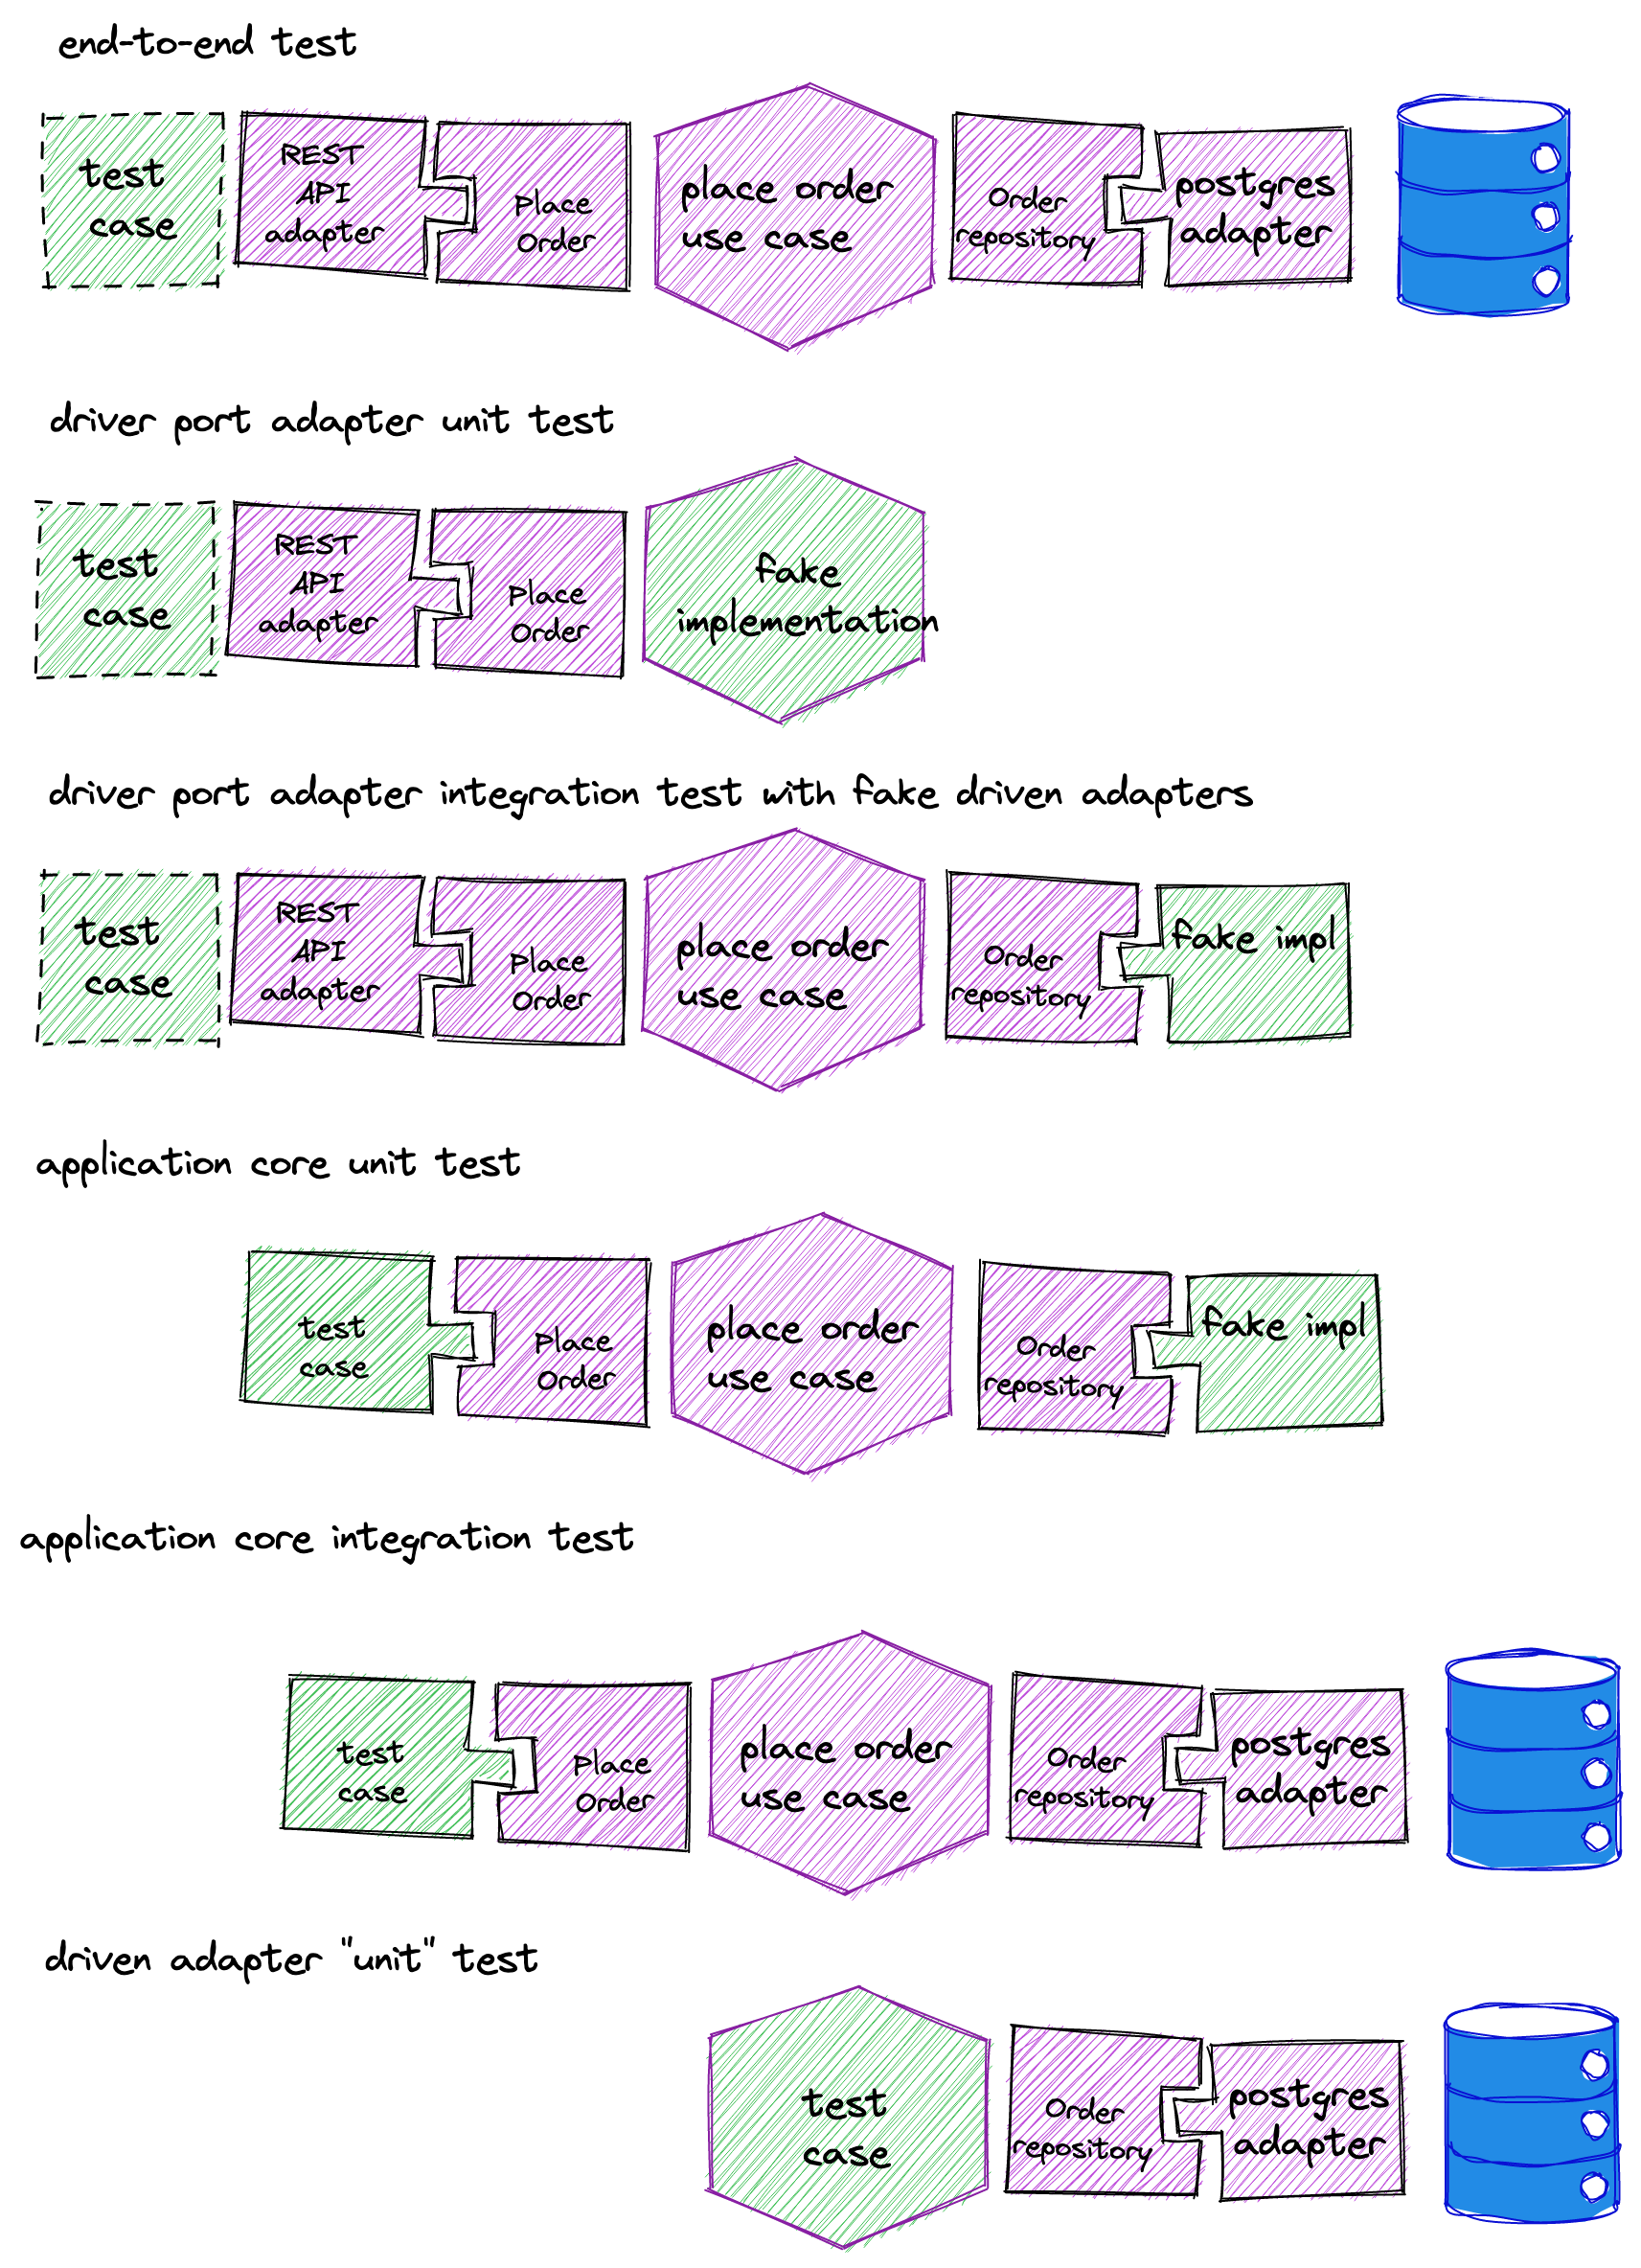 end-to-end test
test
case
REST
API
adapter
Place
Order
place order
use case
Order
repository
postgres
adapter
driver port adapter unit test
test
case
REST
API
adapter
Place
Order
fake
implementation
driver port adapter integration test with fake driven adapters
test
case
REST
API
adapter
Place
Order
place order
use case
Order
repository
fake impl
application core unit test
test
case
Place
Order
place order
use case
Order
repository
fake impl
application core integration test
test
case
Place
Order
place order
use case
Order
repository
postgres
adapter
driven adapter "unit" test
test
case
Order
repository
postgres
adapter